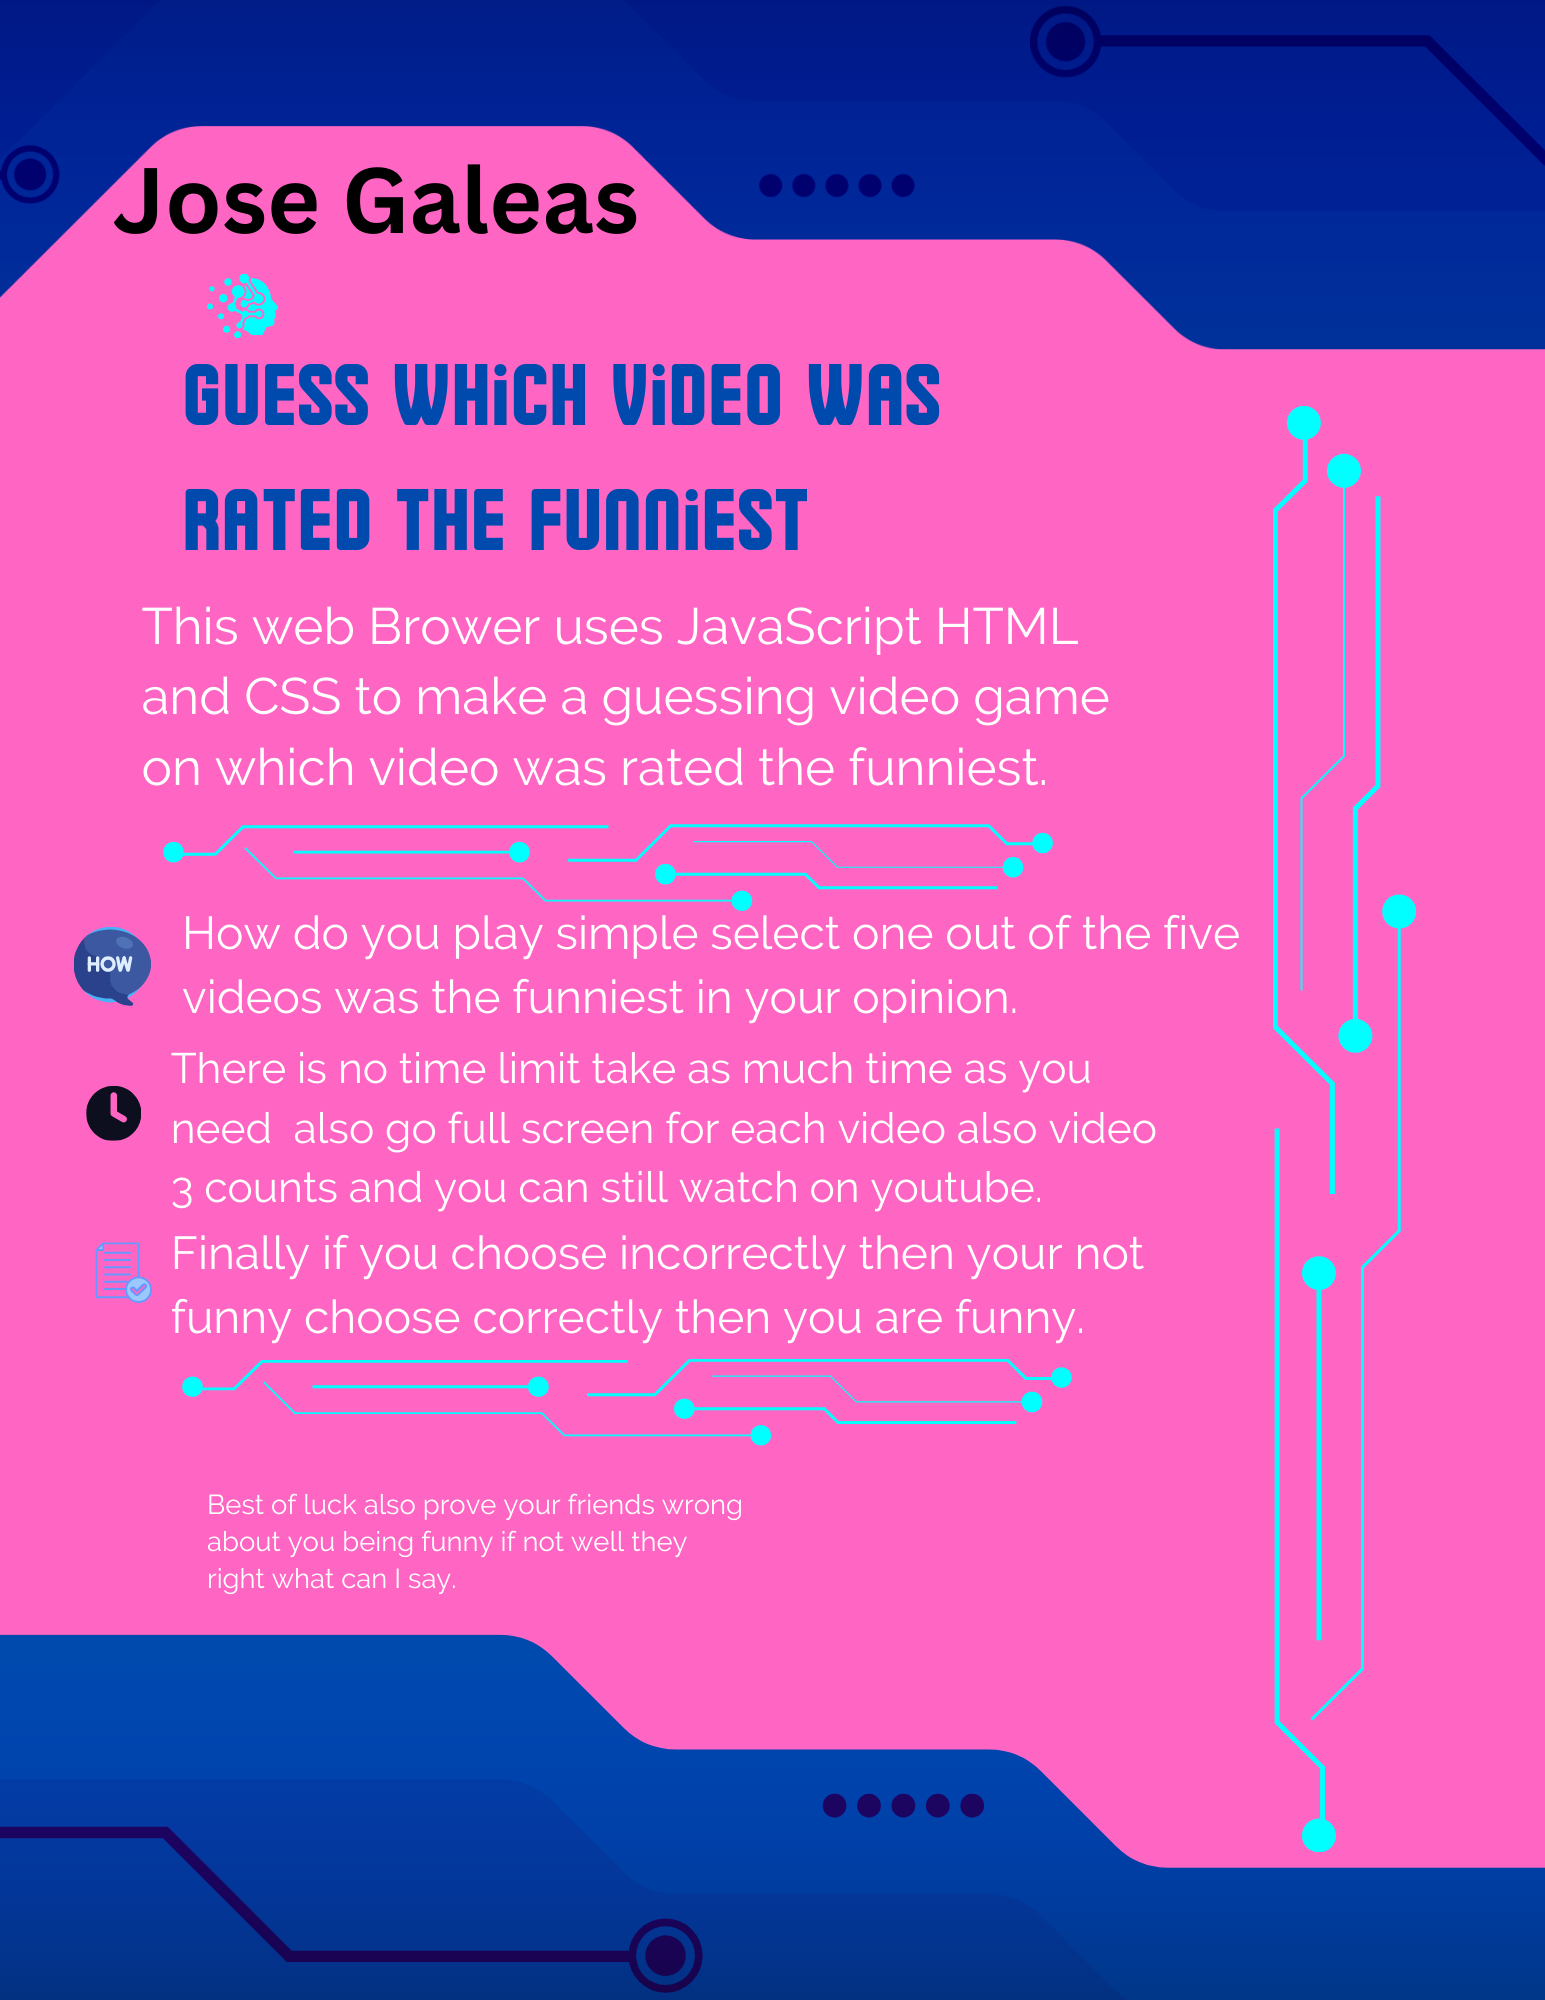 Jose Galeas
GUESS WHiCH ViDEO WAS
RATED THE FUNNiEST
This web Brower uses JavaScript HTML
and CSS to make a guessing video game
on which video was rated the funniest.
How do you play simple select one out of the five
HOW
videos was the funniest in your opinion.
There is no time limit take as much time as you
need  also go full screen for each video also video
3 counts and you can still watch on youtube.
Finally if you choose incorrectly then your not
funny choose correctly then you are funny.
Best of luck also prove your friends wrong
about you being funny if not well they
right what can I say.